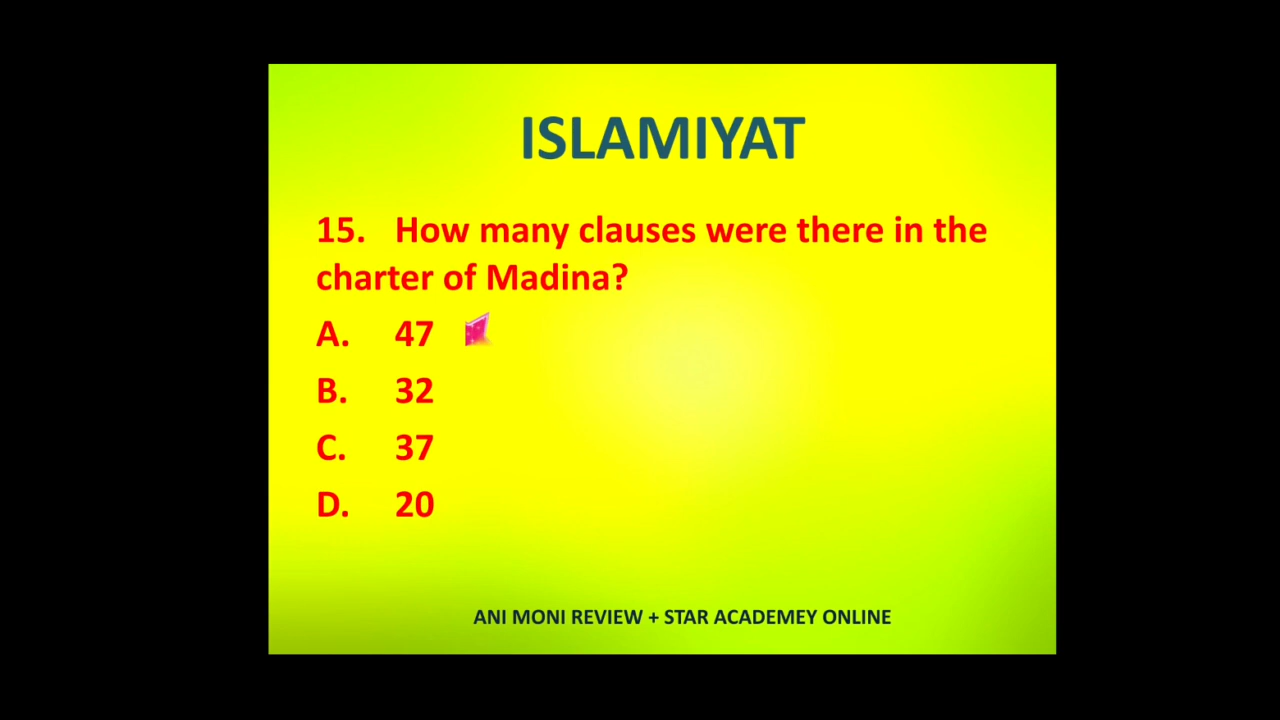 ISLAMIYAT
15. How many clauses were there in the
charter of Madina?
A. 47
B. 32
C. 37
D. 20
ANI MONI REVIEW + STAR ACADEMEY ONLINE